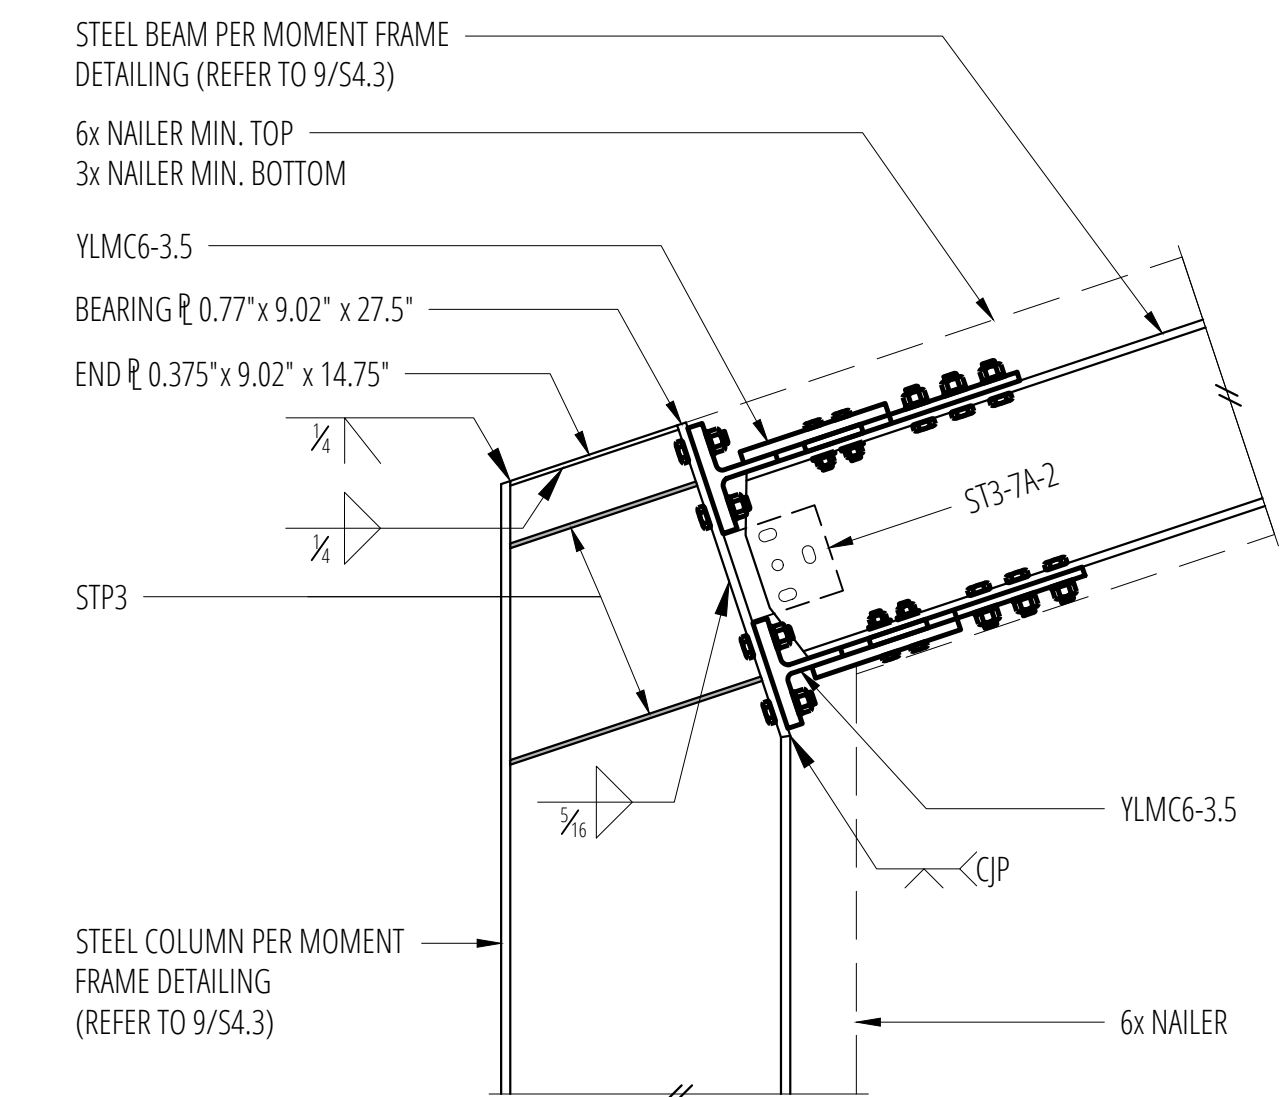 STEEL BEAM PER MOMENT FRAME
DETAILING (REFER TO 9/S4.3)
6x NAILER MIN. TOP
3x NAILER MIN. BOTTOM
YLMC6-3.5
BEARING ℄ 0.77"x 9.02" x 27.5"
END ℄ 0.375"x 9.02" x 14.75"
1/4
1/4
ST3-7A-2
STP3
5/16
YLMC6-3.5
CJP
STEEL COLUMN PER MOMENT
FRAME DETAILING
(REFER TO 9/S4.3)
6x NAILER